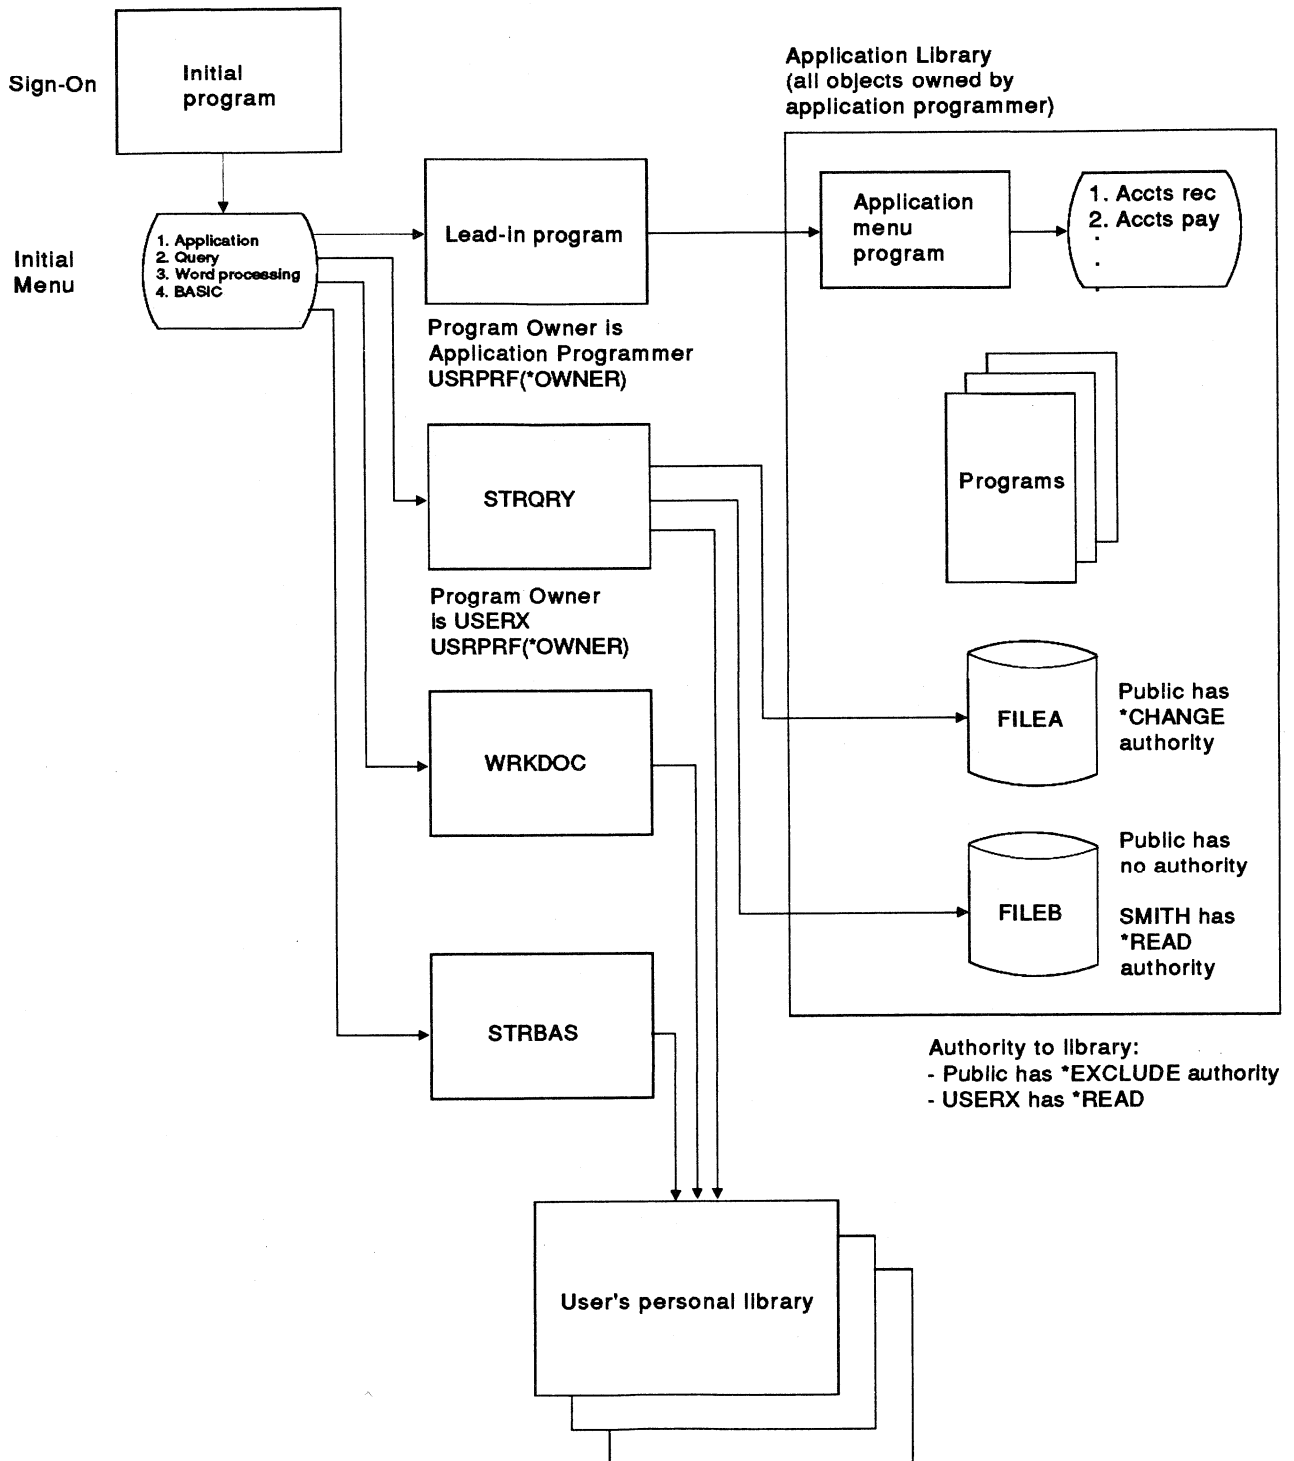 Sign-On
Initial
program
Initial
Menu
1. Application
2. Query
3. Word processing
4. BASIC
Lead-in program
Program Owner is
Application Programmer
USRPRF(*OWNER)
STRQRY
Program Owner
is USERX
USRPRF(*OWNER)
WRKDOC
STRBAS
User's personal library
Application Library
(all objects owned by
application programmer)
Application
menu
program
1. Accts rec
2. Accts pay
.
.
.
Programs
FILEA
Public has
*CHANGE
authority
FILEB
Public has
no authority
SMITH has
*READ
authority
Authority to library:
- Public has *EXCLUDE authority
- USERX has *READ